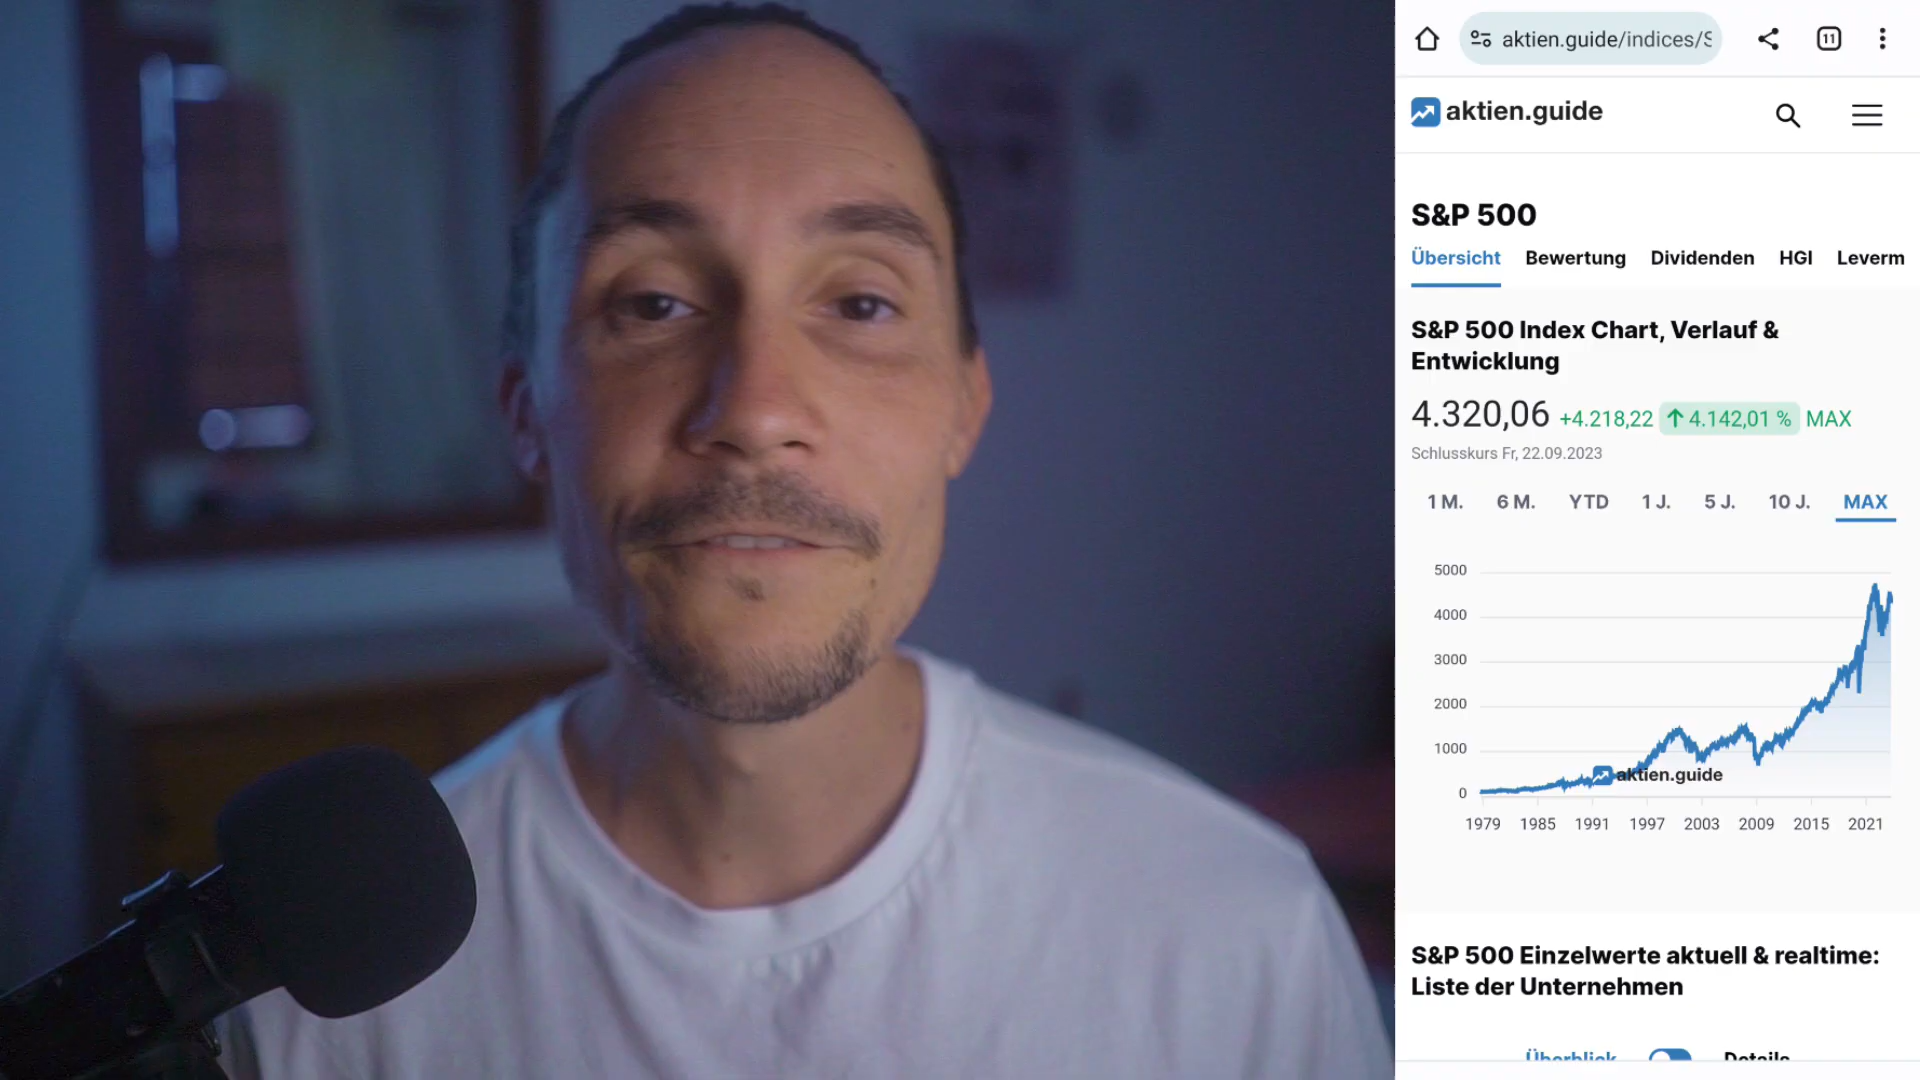 aktien.guide/indices/S
11
aktien.guide
S&P 500
Übersicht Bewertung Dividenden HGI Leverm
S&P 500 Index Chart, Verlauf &
Entwicklung
4.320,06 +4.218,22 4.142,01 % MAX
Schlusskurs Fr, 22.09.2023
1 M. 6 M. YTD 1 J. 5 J. 10 J. MAX
5000
4000
3000
2000
1000
aktien.guide
0
1979 1985 1991 1997 2003 2009 2015 2021
S&P 500 Einzelwerte aktuell & realtime:
Liste der Unternehmen
Überblick Details